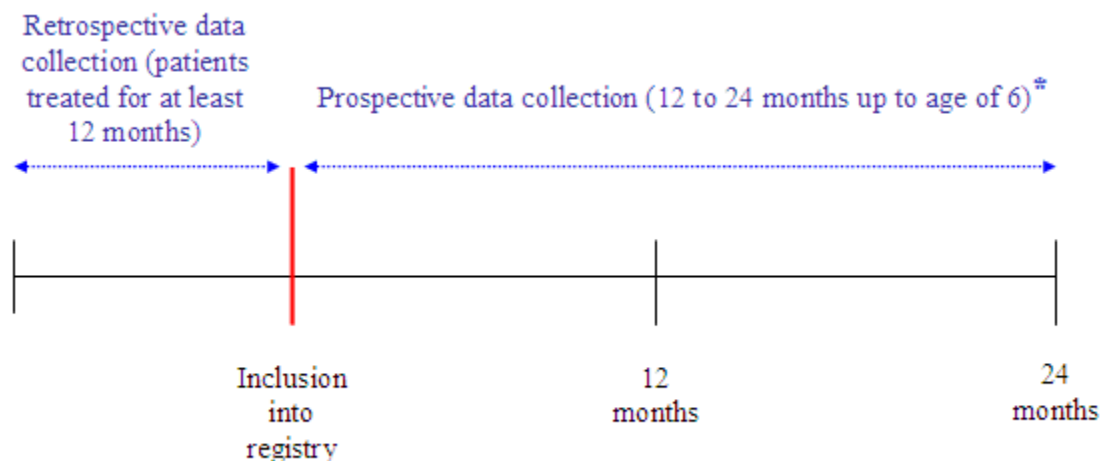 Retrospective data
collection (patients
treated for at least
12 months)
Prospective data collection (12 to 24 months up to age of 6)*
Inclusion
into
registry
12
months
24
months